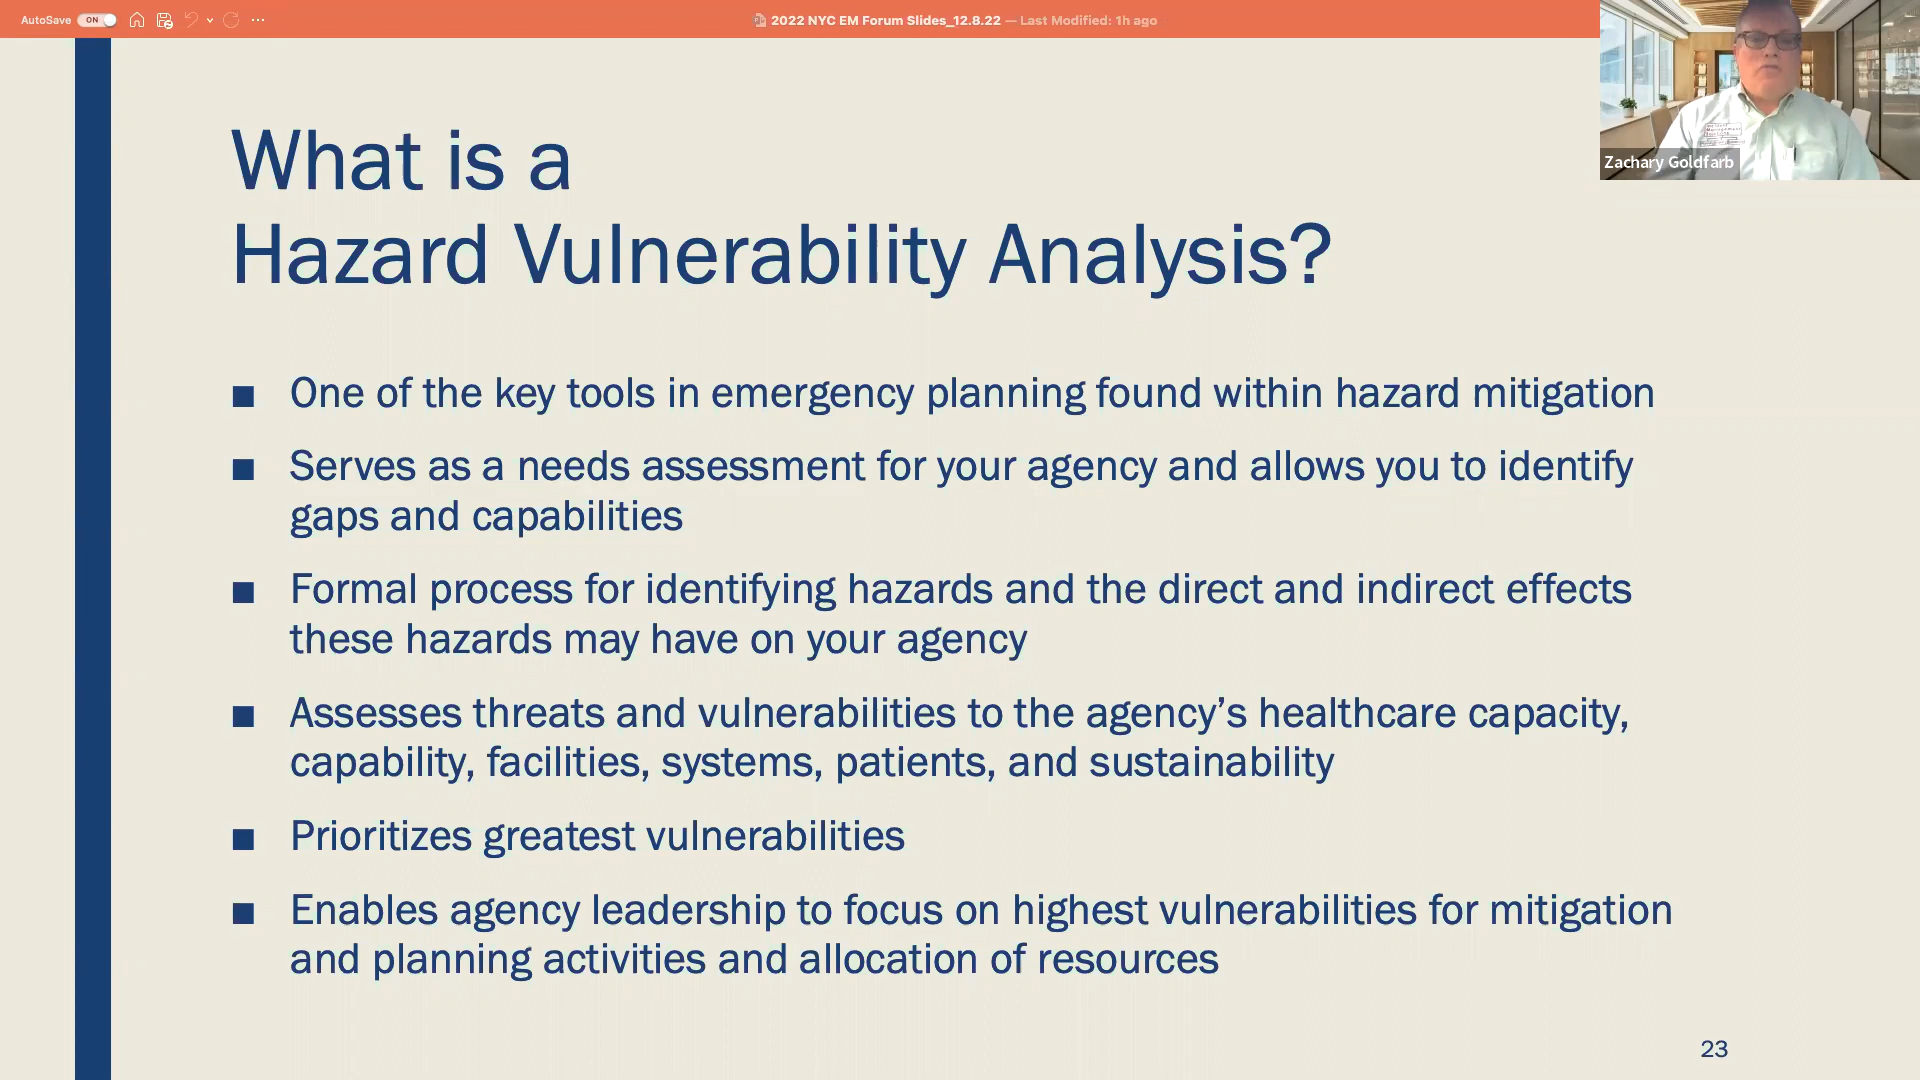 AutoSave ON
2022 NYC EM Forum Slides_12.8.22 — Last Modified: 1h ago
Zachary Goldfarb
What is a
Hazard Vulnerability Analysis?
■ One of the key tools in emergency planning found within hazard mitigation
■ Serves as a needs assessment for your agency and allows you to identify
gaps and capabilities
■ Formal process for identifying hazards and the direct and indirect effects
these hazards may have on your agency
■ Assesses threats and vulnerabilities to the agency’s healthcare capacity,
capability, facilities, systems, patients, and sustainability
■ Prioritizes greatest vulnerabilities
■ Enables agency leadership to focus on highest vulnerabilities for mitigation
and planning activities and allocation of resources
23